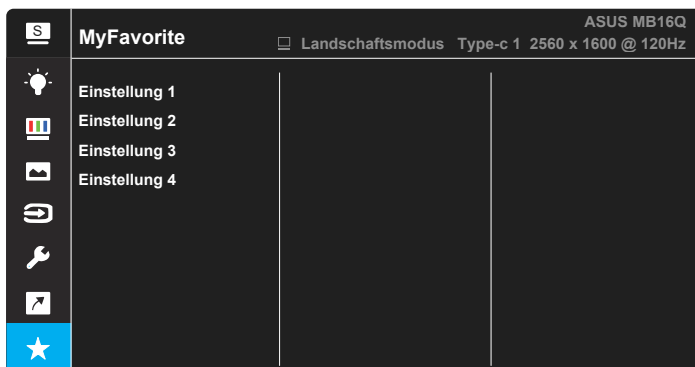 S
ASUS MB16Q
MyFavorite
Landschaftsmodus Type-c 1 2560 x 1600 @ 120Hz
Einstellung 1
Einstellung 2
Einstellung 3
Einstellung 4